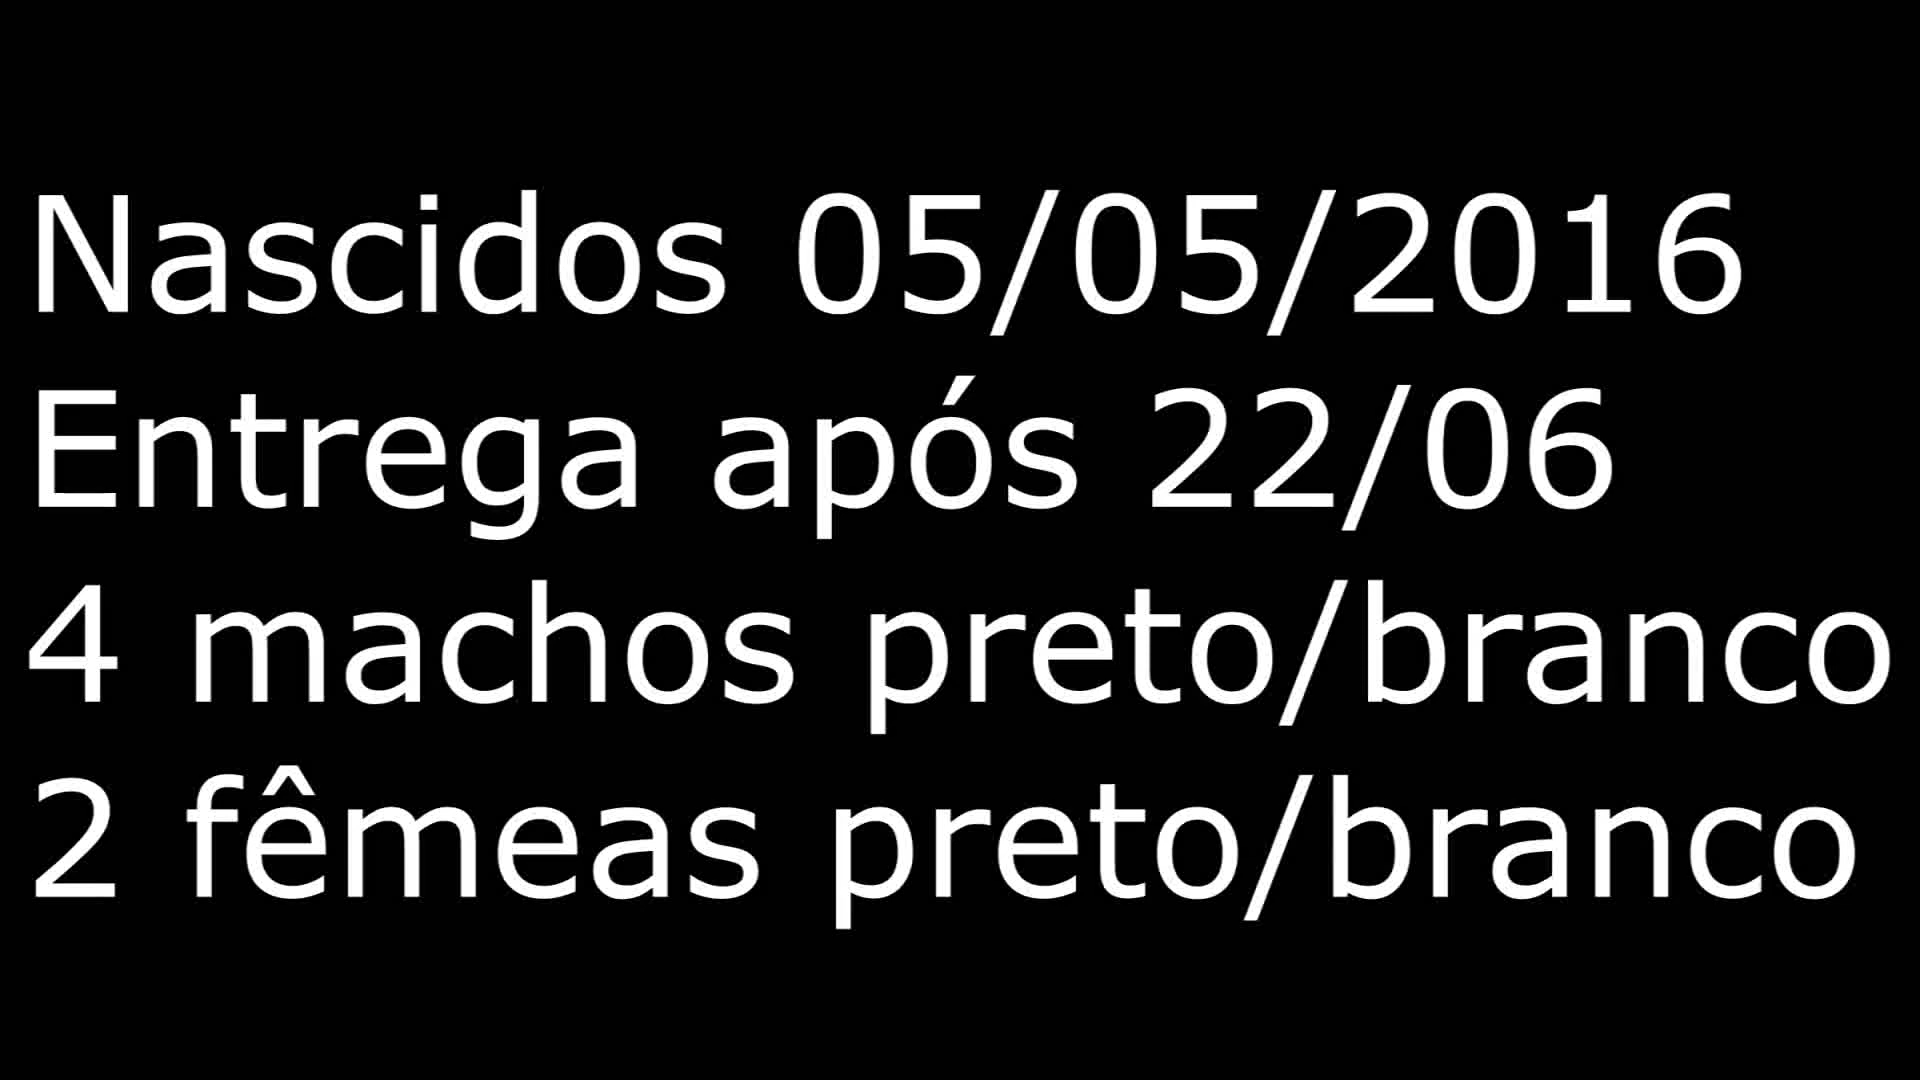 Nascidos 05/05/2016
Entrega após 22/06
4 machos preto/branco
2 fêmeas preto/branco